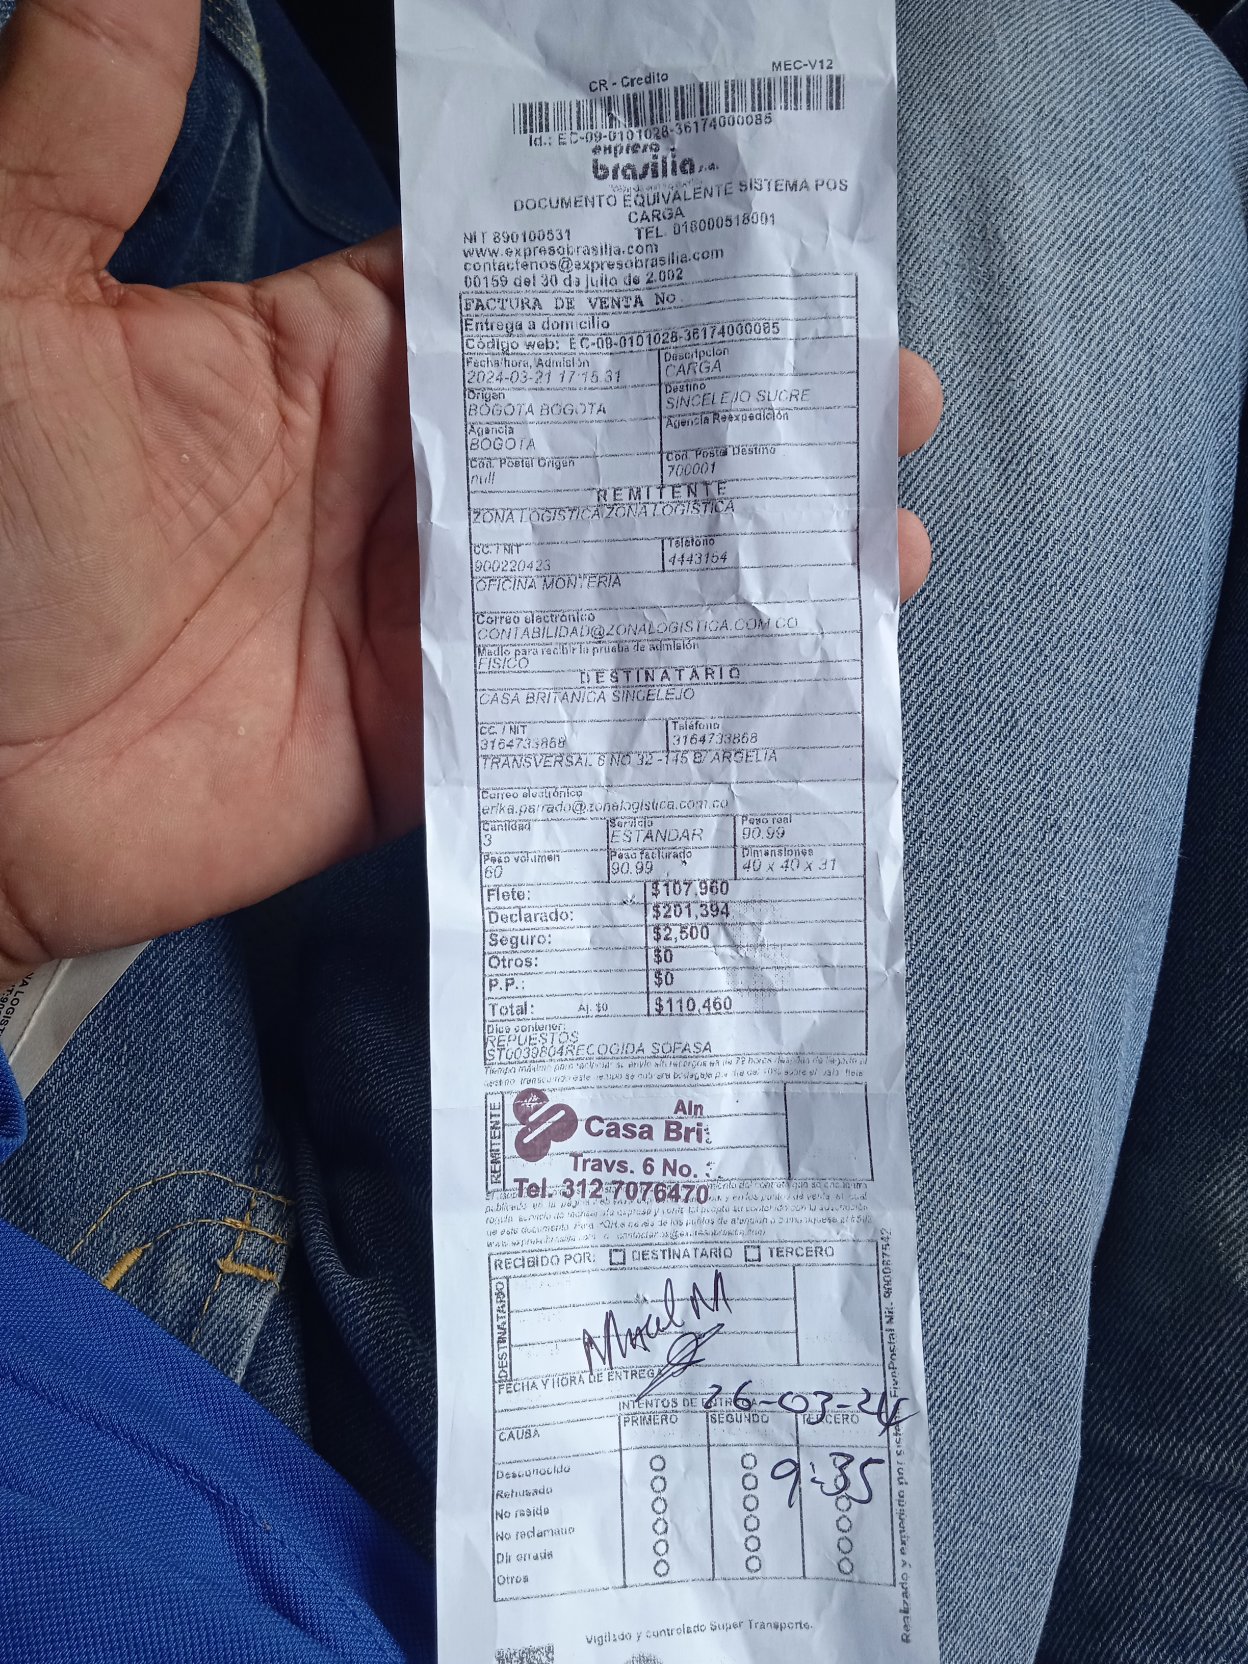 MEC-V12
CR - Credito
Id.: EC-09-0101028-36174000085
expreso
brasilia s.a.
DOCUMENTO EQUIVALENTE SISTEMA POS
CARGA
NIT 890100531 TEL. 018000518001
www.expresobrasilia.com
contactenos@expresobrasilia.com
00159 del 30 de julio de 2.002
FACTURA DE VENTA No
Entrega a domicilio
Código web: EC-09-0101028-36174000085
Fecha/hora, Admisión Descripcion
2024-03-21 17:15:31 CARGA
Origen Destino
BOGOTA BOGOTA SINCELEJO SUCRE
Agencia Agencia Reexpedición
BOGOTA
Cod. Postal Origen Cod. Postal Destino
null 700001
REMITENTE
ZONA LOGISTICA ZONA LOGISTICA
CC. / NIT Teléfono
900220423 4443154
OFICINA MONTERIA
Correo electrónico
CONTABILIDAD@ZONALOGISTICA.COM.CO
Medio para recibir la prueba de admisión
FISICO
DESTINATARIO
CASA BRITANICA SINCELEJO
CC. / NIT Teléfono
3164733868 3164733868
TRANSVERSAL 6 NO 32 -145 B/ ARGELIA
Correo electrónico
erika.parrado@zonalogistica.com.co
Cantidad Servicio Peso real
3 ESTANDAR 90.99
Peso volumen Peso facturado Dimensiones
60 90.99 40 x 40 x 31
Flete: $107,960
Declarado: $201,394
Seguro: $2,500
Otros: $0
P.P.: $0
Total: Aj. $0 $110,460
Dice contener:
REPUESTOS
ST0039804RECOGIDA SOFASA
REMITENTE
Aln
Casa Bri
Travs. 6 No.
Tel. 312 7076470
RECIBIDO POR: DESTINATARIO TERCERO
DESTINATARIO
FECHA Y HORA DE ENTREGA
26-03-24
INTENTOS DE
PRIMERO SEGUNDO TERCERO
CAUSA
9:35
Desconocido
Rehusado
No reside
No reclamado
Dir errada
Otros
Vigilado y controlado Super Transporte.